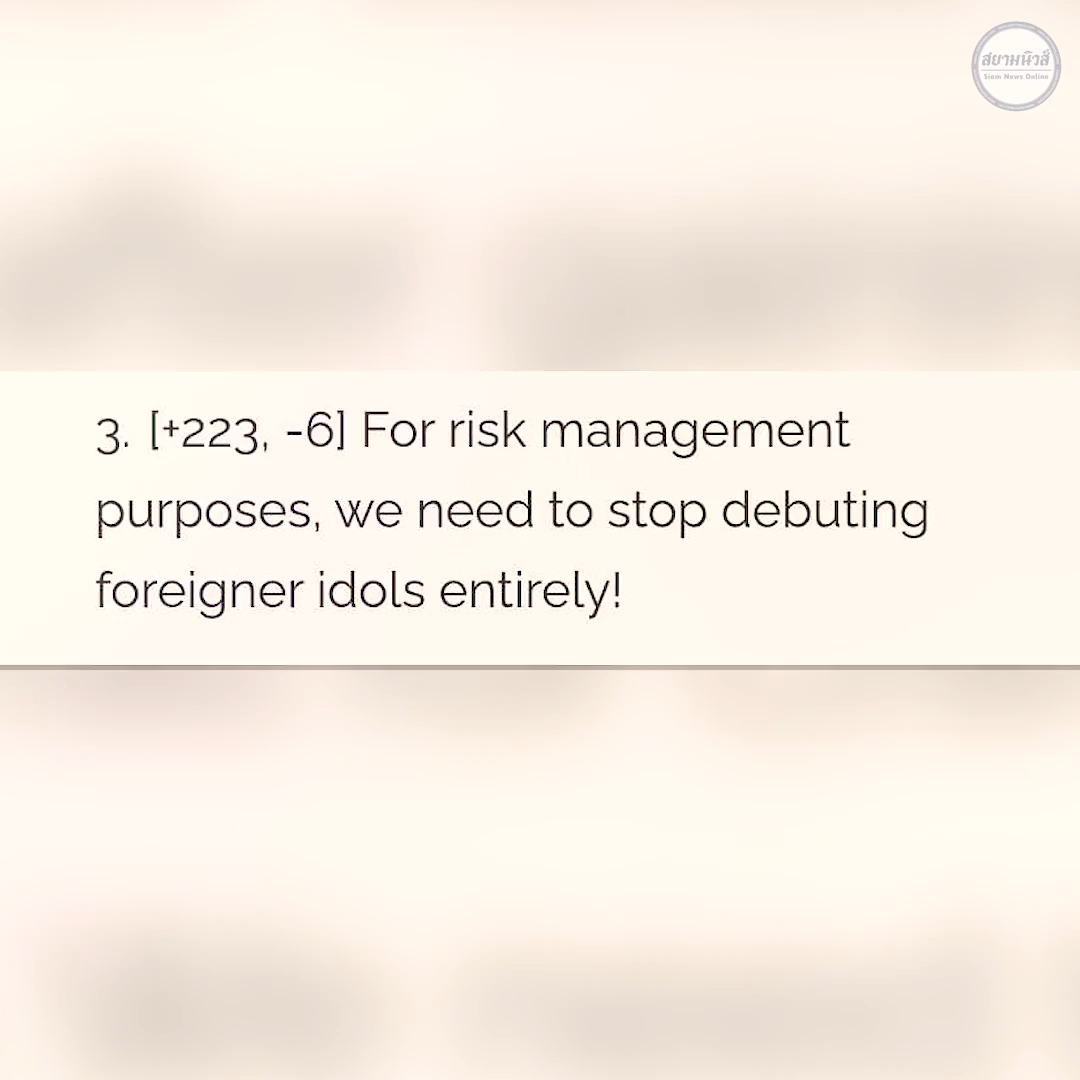 สยามนิวส์
Siam News Online
3. [+223, -6] For risk management
purposes, we need to stop debuting
foreigner idols entirely!